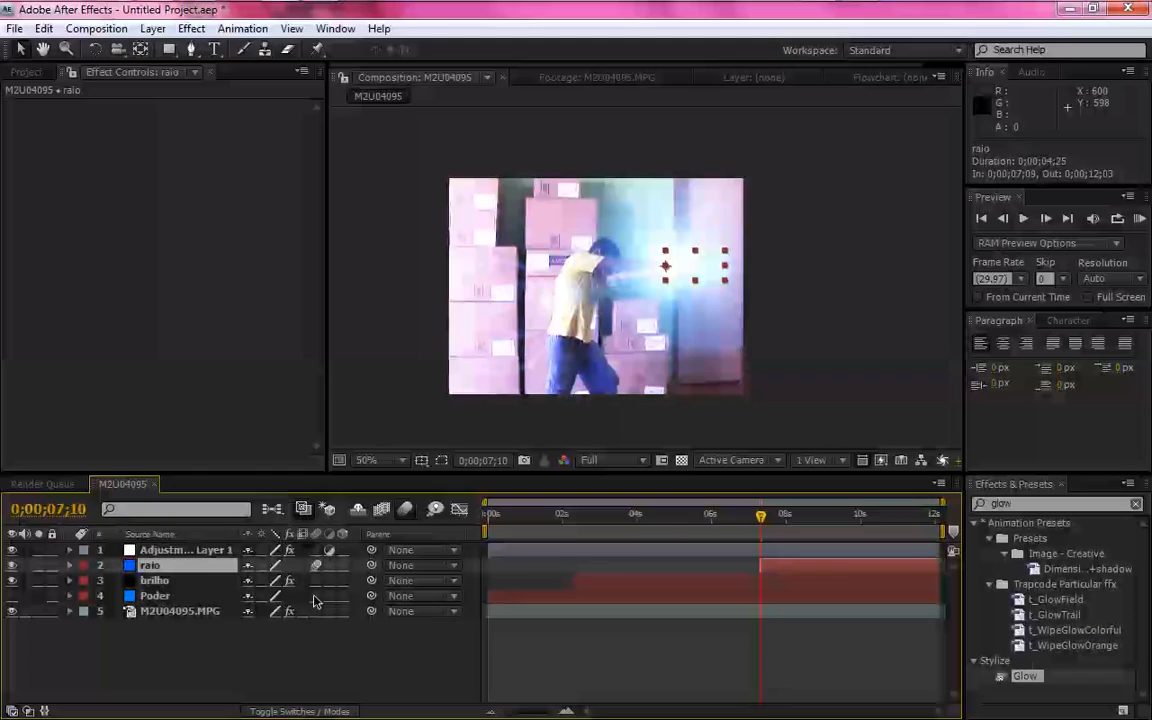 AE Adobe After Effects - Untitled Project.aep *
File Edit Composition Layer Effect Animation View Window Help
Workspace: Standard Search Help
Project Effect Controls: raio Composition: M2U04095 Footage: M2U04095.MPG Layer: (none) Flowchart: (none Info Audio
M2U04095 • raio M2U04095
R : X : 600
G : Y : 598
B :
A : 0
raio
Duration: 0;00;04;25
In: 0;00;07;09, Out: 0;00;12;03
Preview
RAM Preview Options
Frame Rate Skip Resolution
(29,97) 0 Auto
From Current Time Full Screen
Paragraph Character
0 px 0 px 0 px
0 px 0 px
50% 0;00;07;10 Full Active Camera 1 View
Render Queue M2U04095 Effects & Presets
0;00;07;10 glow
00s 02s 04s 06s 08s 10s 12s
# Source Name Parent
1 Adjustm... Layer 1 fx None
2 raio None
3 brilho fx None
4 Poder None
5 M2U04095.MPG fx None
* Animation Presets
Presets
Image - Creative
Dimensi...+shadow
Trapcode Particular ffx
t_GlowField
t_GlowTrail
t_WipeGlowColorful
t_WipeGlowOrange
Stylize
Glow
Toggle Switches / Modes